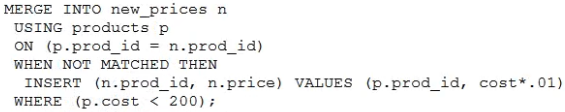 MERGE INTO new_prices n
USING products p
ON (p.prod_id = n.prod_id)
WHEN NOT MATCHED THEN
INSERT (n.prod_id, n.price) VALUES (p.prod_id, cost*.01)
WHERE (p.cost < 200);